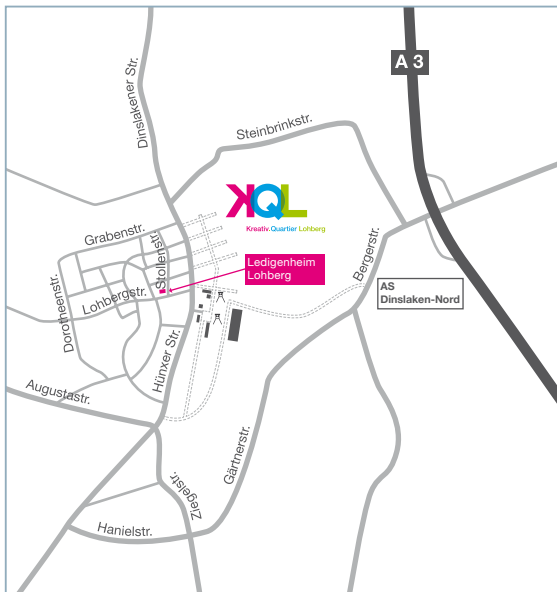 A 3
Dinslakener Str.
Steinbrinkstr.
KQL
Kreativ.Quartier Lohberg
Grabenstr.
Stollenstr.
Ledigenheim
Lohberg
Bergerstr.
AS
Dinslaken-Nord
Dorotheenstr.
Lohbergstr.
Hünxer Str.
Augustastr.
Gärtnerstr.
Ziegelstr.
Hanielstr.